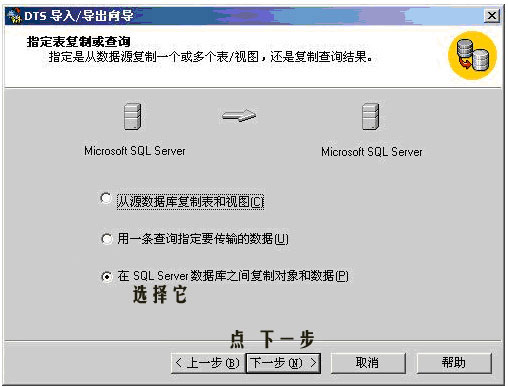 DTS 导入/导出向导
指定表复制或查询
指定是从数据源复制一个或多个表/视图，还是复制查询结果。
Microsoft SQL Server
Microsoft SQL Server
从源数据库复制表和视图(C)
用一条查询指定要传输的数据(U)
在 SQL Server 数据库之间复制对象和数据(P)
选择它
点 下一步
< 上一步(B) 下一步(N) > 取消 帮助